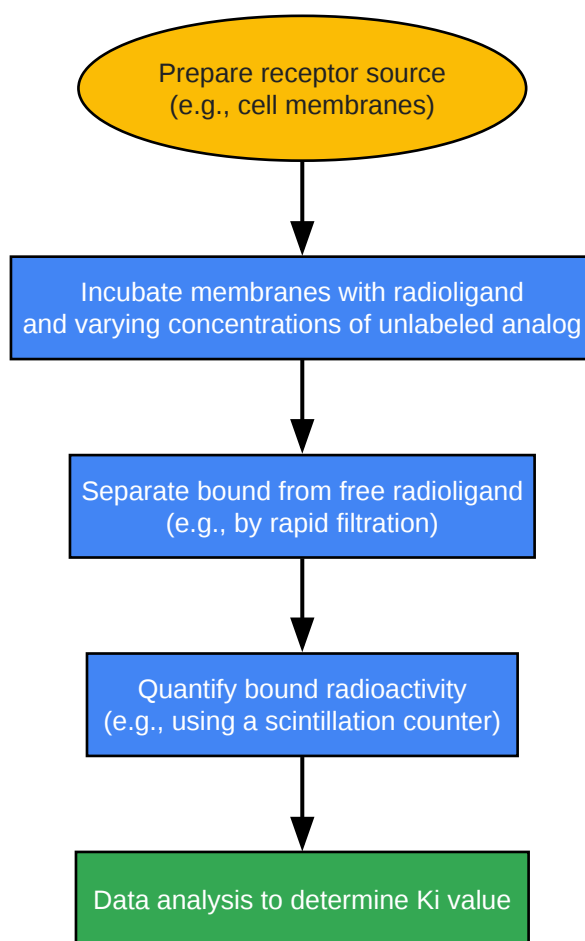 Prepare receptor source
(e.g., cell membranes)
Incubate membranes with radioligand
and varying concentrations of unlabeled analog
Separate bound from free radioligand
(e.g., by rapid filtration)
Quantify bound radioactivity
(e.g., using a scintillation counter)
Data analysis to determine Ki value